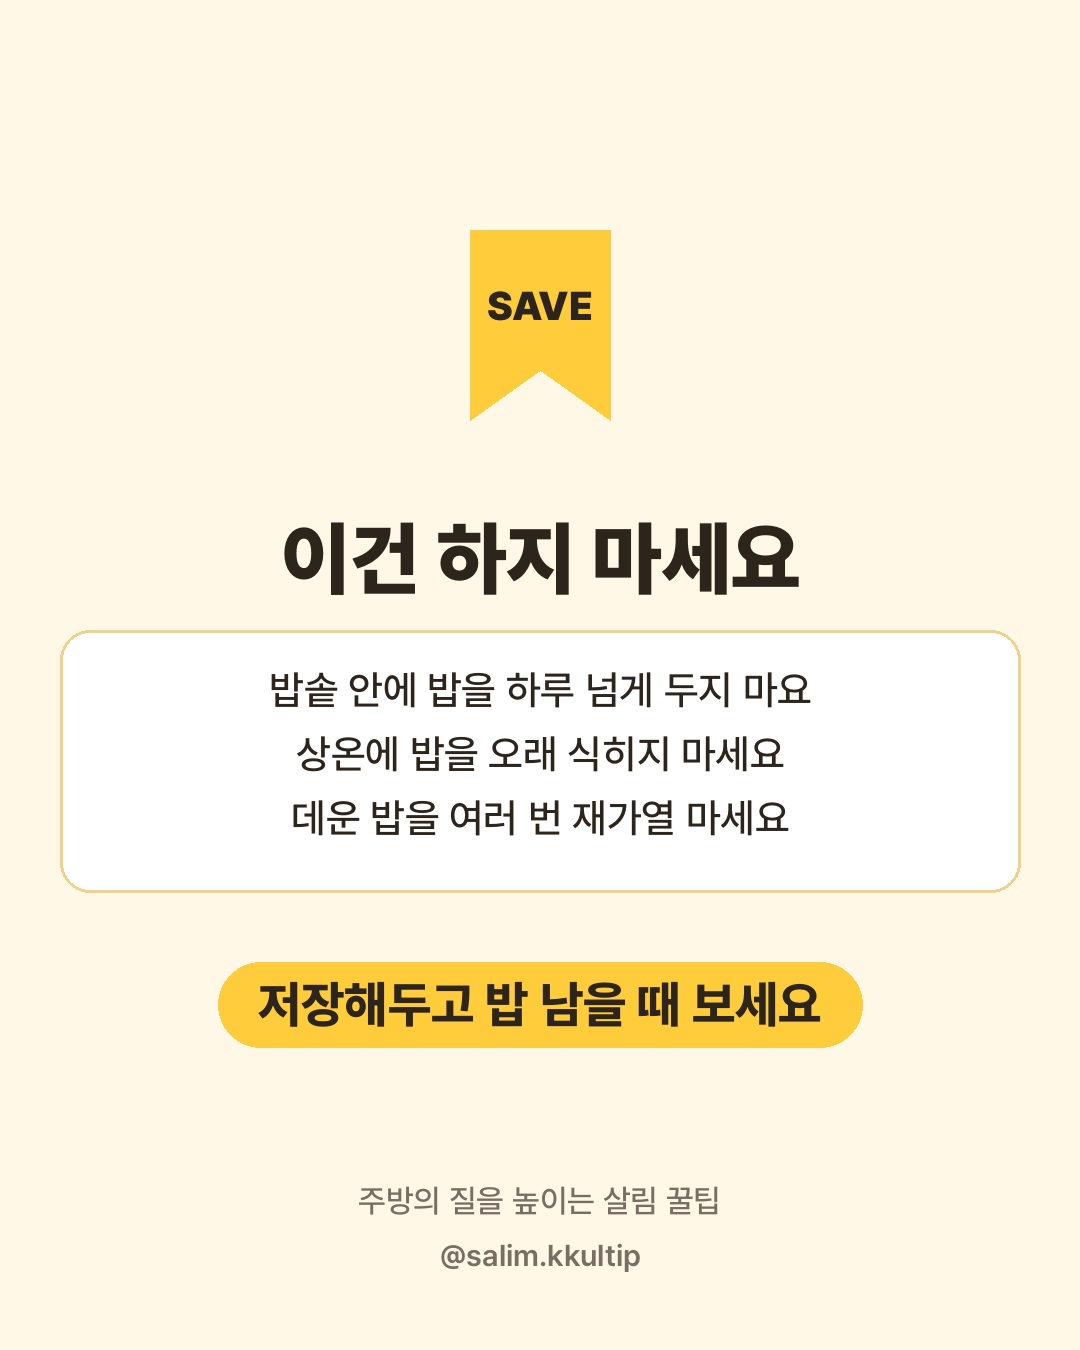 SAVE
이건 하지 마세요
밥솥 안에 밥을 하루 넘게 두지 마요
상온에 밥을 오래 식히지 마세요
데운 밥을 여러 번 재가열 마세요
저장해두고 밥 남을 때 보세요
주방의 질을 높이는 살림 꿀팁
@salim.kkultip